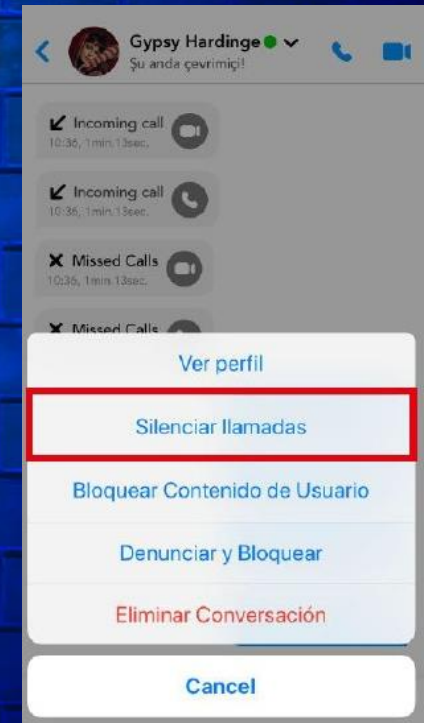 Gypsy Hardinge
Şu anda çevrimiçi!
Incoming call
10:36, 1min.13sec.
Incoming call
10:36, 1min.13sec.
Missed Calls
10:36, 1min.13sec.
Missed Calls
Ver perfil
Silenciar llamadas
Bloquear Contenido de Usuario
Denunciar y Bloquear
Eliminar Conversación
Cancel